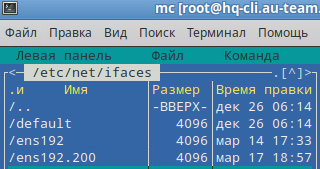 mc [root@hq-cli.au-team.
Файл Правка Вид Поиск Терминал Помощь
Левая панель Файл Команда
<— /etc/net/ifaces .[^]>
.и Имя Размер Время правки
/.. -ВВЕРХ- дек 26 06:14
/default 4096 дек 26 06:14
/ens192 4096 мар 14 17:33
/ens192.200 4096 мар 17 18:57